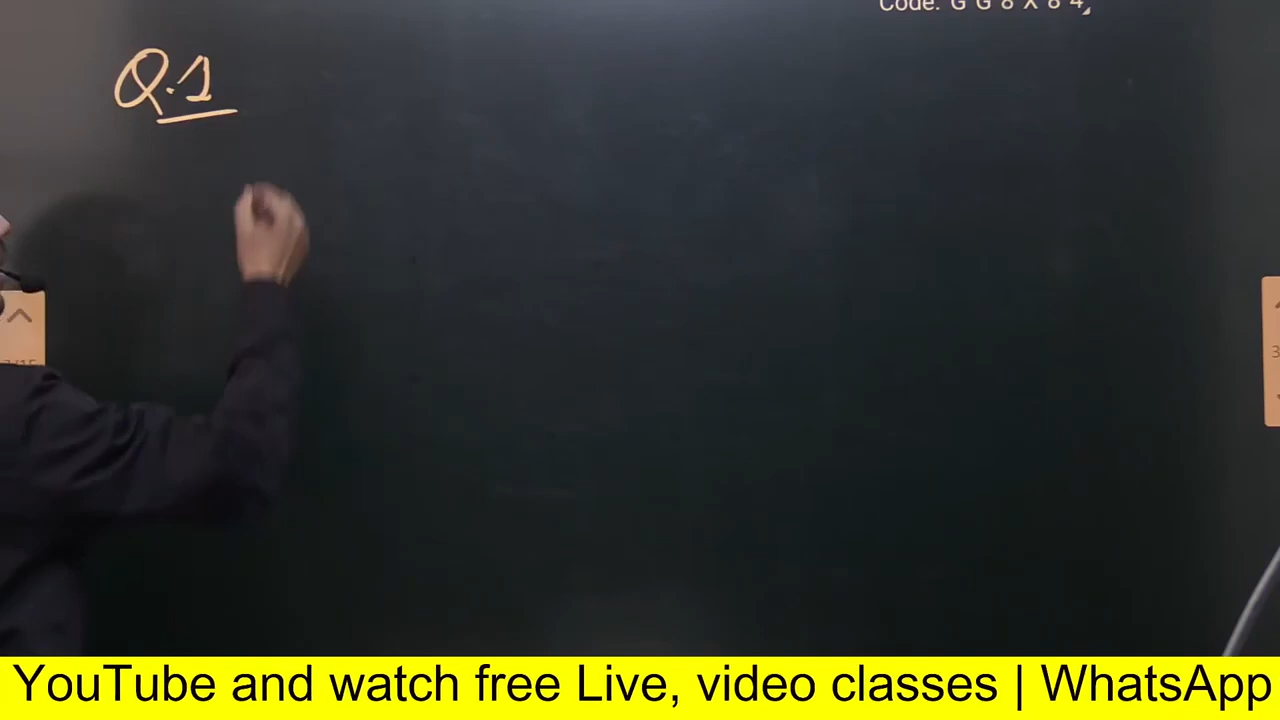 Code: G G 8 X 8 4
Q.1
YouTube and watch free Live, video classes | WhatsApp